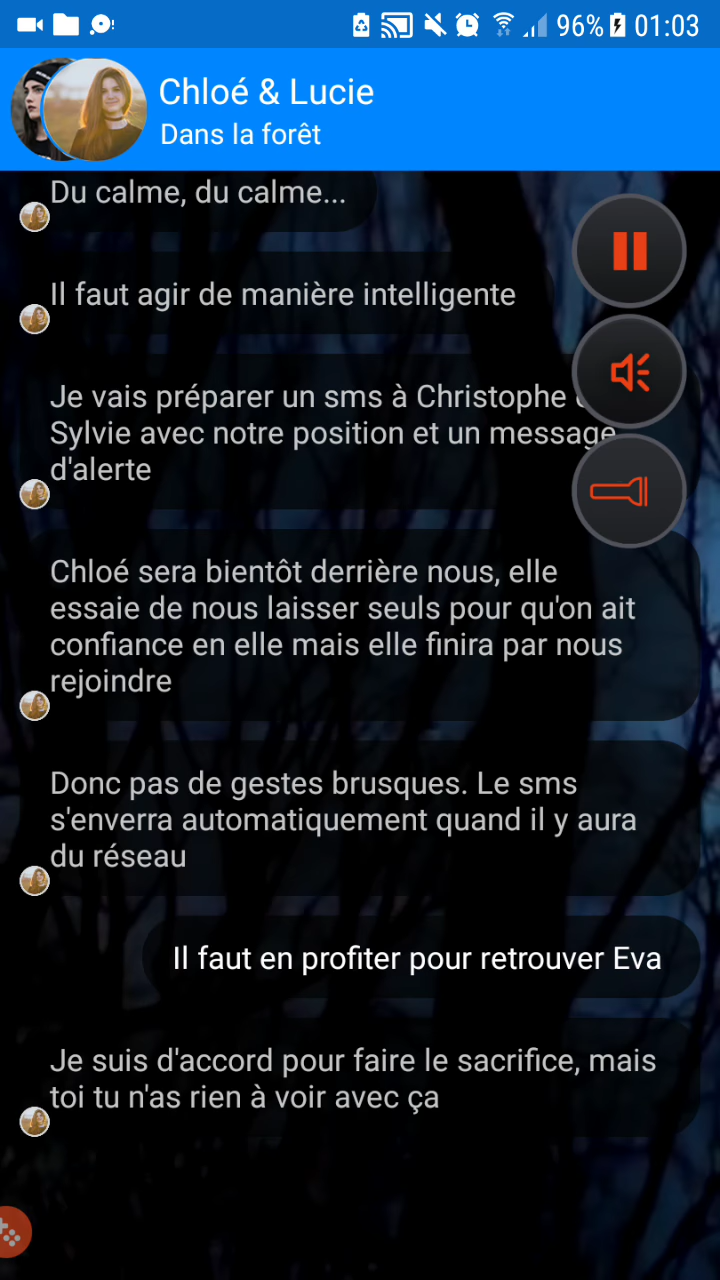 96% 01:03
Chloé & Lucie
Dans la forêt
Du calme, du calme...
Il faut agir de manière intelligente
Je vais préparer un sms à Christophe
Sylvie avec notre position et un message
d'alerte
Chloé sera bientôt derrière nous, elle
essaie de nous laisser seuls pour qu'on ait
confiance en elle mais elle finira par nous
rejoindre
Donc pas de gestes brusques. Le sms
s'enverra automatiquement quand il y aura
du réseau
Il faut en profiter pour retrouver Eva
Je suis d'accord pour faire le sacrifice, mais
toi tu n'as rien à voir avec ça